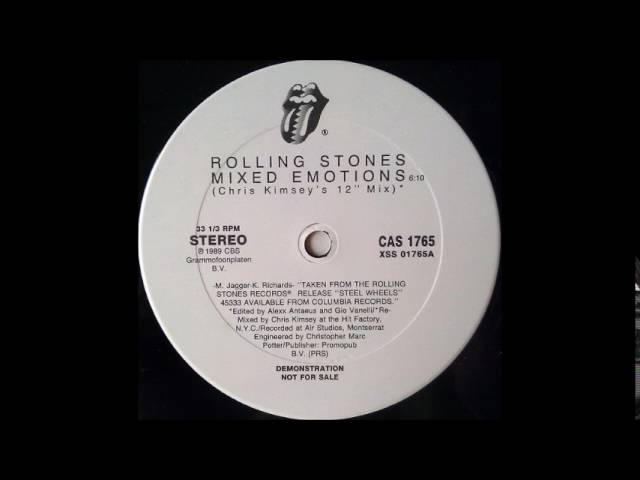 ®
ROLLING STONES
MIXED EMOTIONS 6:10
(Chris Kimsey's 12" Mix)*
33 1/3 RPM
STEREO
℗ 1989 CBS
Grammofoonplaten
B.V.
CAS 1765
XSS 01765A
-M. Jagger-K. Richards- "TAKEN FROM THE ROLLING
STONES RECORDS® RELEASE "STEEL WHEELS"
45333 AVAILABLE FROM COLUMBIA RECORDS."
*Edited by Alexx Antaeus and Gio Vanelli/*Re-
Mixed by Chris Kimsey at the Hit Factory,
N.Y.C./Recorded at Air Studios, Montserrat
Engineered by Christopher Marc
Potter/Publisher: Promopub
B.V. (PRS)
DEMONSTRATION
NOT FOR SALE